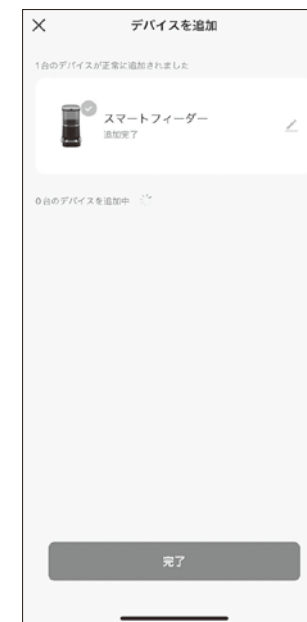 デバイスを追加
1台のデバイスが正常に追加されました
スマートフィーダー
追加完了
0台のデバイスを追加中
完了